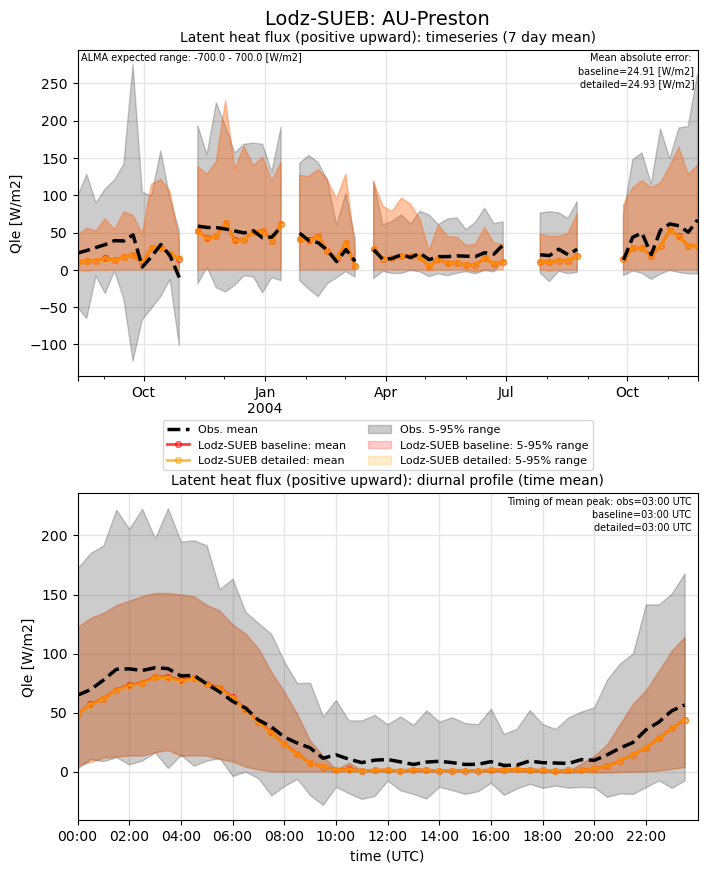 Lodz-SUEB: AU-Preston
Latent heat flux (positive upward): timeseries (7 day mean)
ALMA expected range: -700.0 - 700.0 [W/m2]
Mean absolute error:
baseline=24.91 [W/m2]
detailed=24.93 [W/m2]
250
200
150
100
50
0
−50
−100
Qle [W/m2]
Oct
Jan
2004
Apr
Jul
Oct
Obs. mean
Lodz-SUEB baseline: mean
Lodz-SUEB detailed: mean
Obs. 5-95% range
Lodz-SUEB baseline: 5-95% range
Lodz-SUEB detailed: 5-95% range
Latent heat flux (positive upward): diurnal profile (time mean)
Timing of mean peak: obs=03:00 UTC
baseline=03:00 UTC
detailed=03:00 UTC
200
150
100
50
0
Qle [W/m2]
00:00
02:00
04:00
06:00
08:00
10:00
12:00
14:00
16:00
18:00
20:00
22:00
time (UTC)